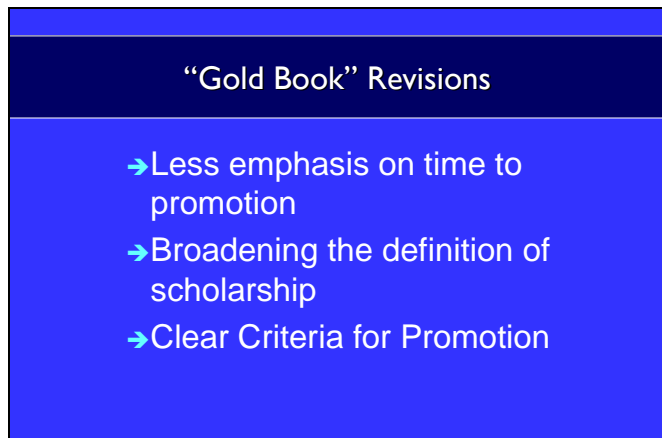 “Gold Book” Revisions
➔Less emphasis on time to
promotion
➔Broadening the definition of
scholarship
➔Clear Criteria for Promotion